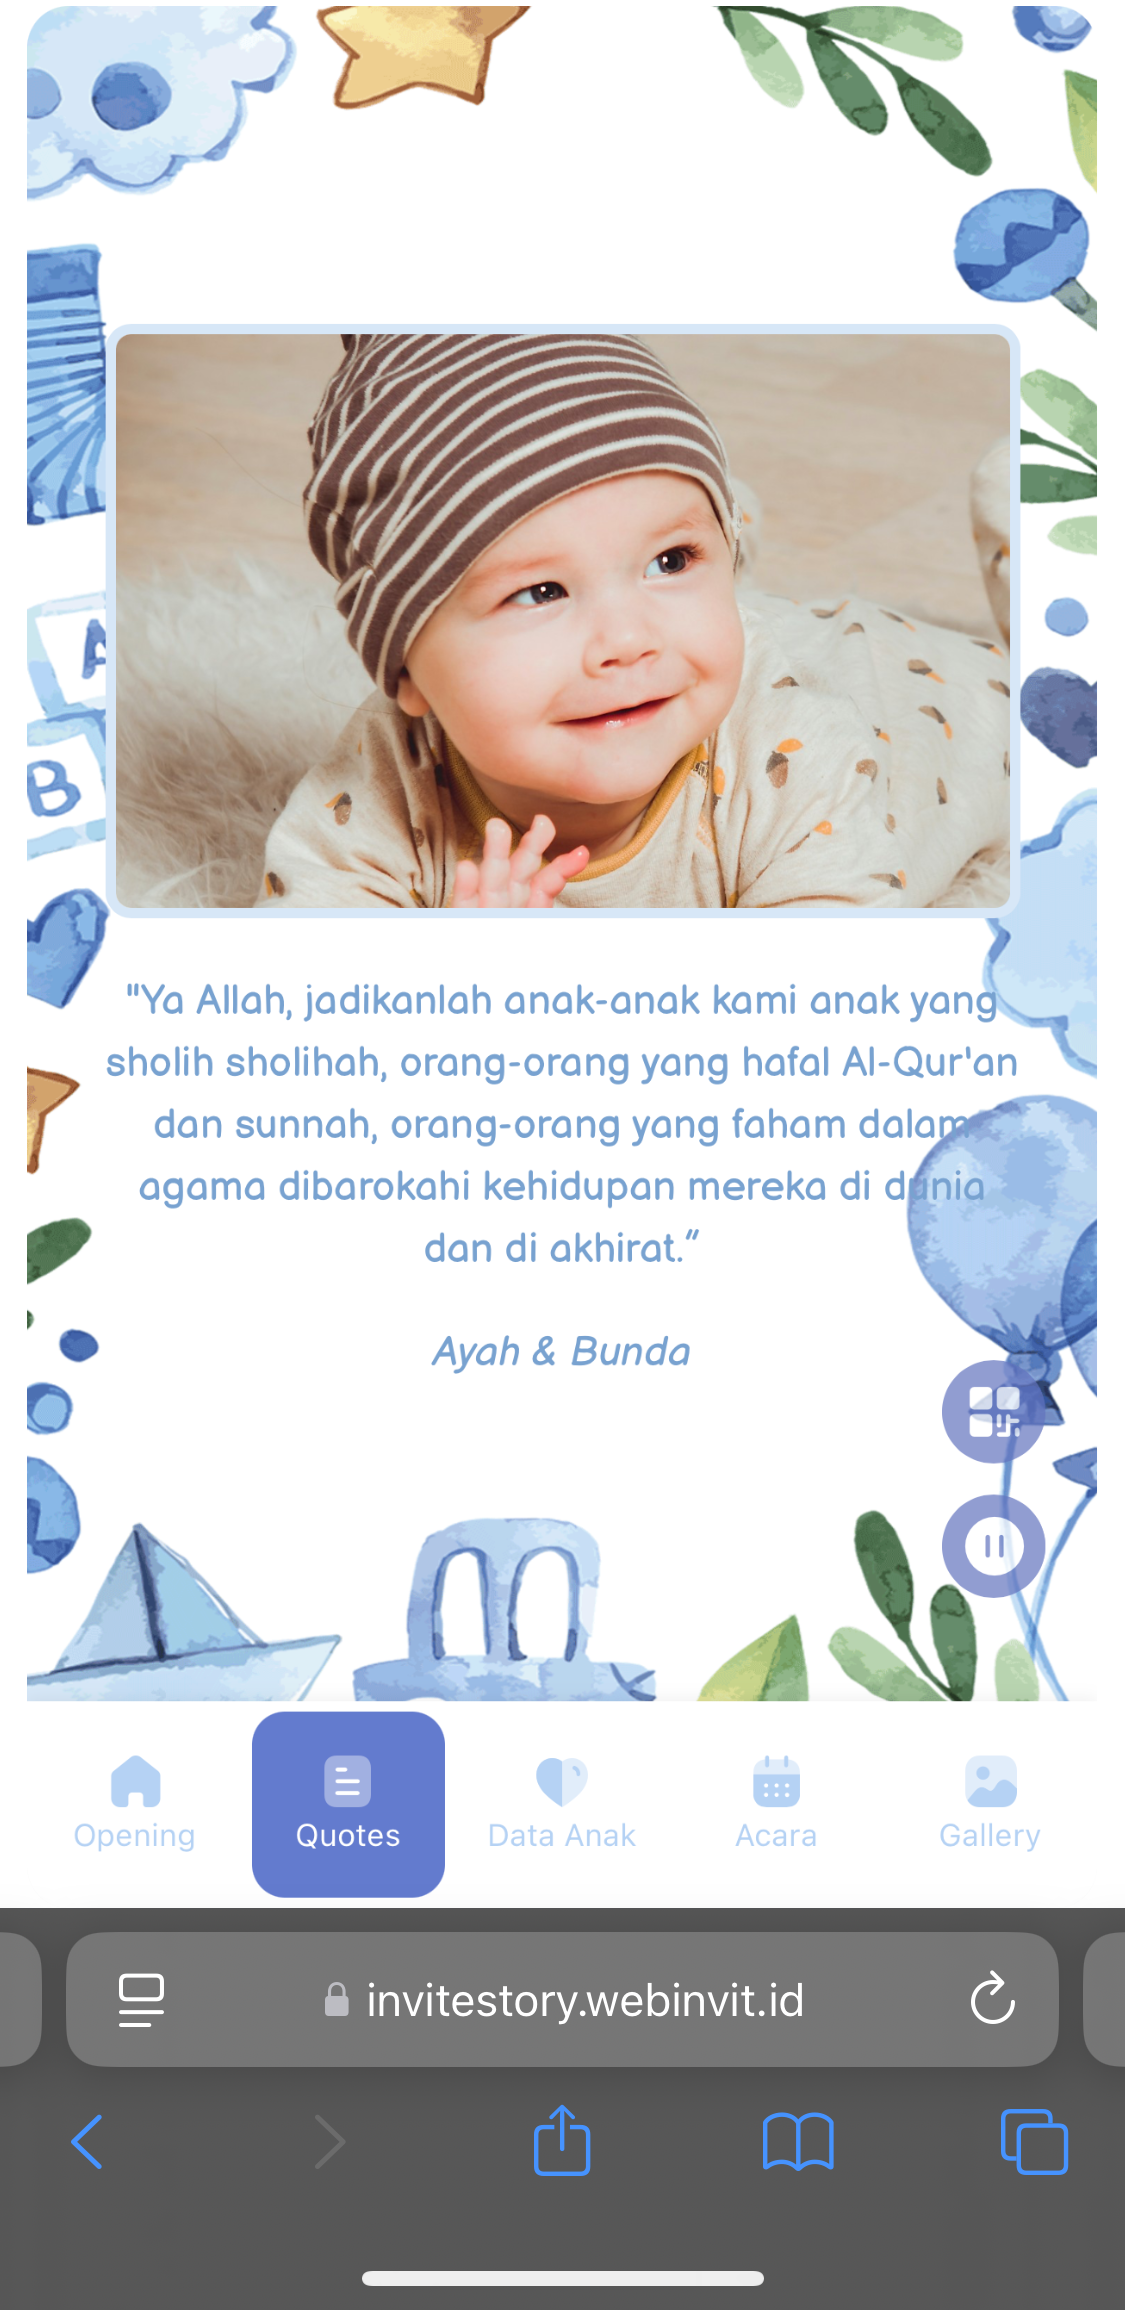 A
B
"Ya Allah, jadikanlah anak-anak kami anak yang
sholih sholihah, orang-orang yang hafal Al-Qur'an
dan sunnah, orang-orang yang faham dalam
agama dibarokahi kehidupan mereka di dunia
dan di akhirat.”
Ayah & Bunda
Opening
Quotes
Data Anak
Acara
Gallery
invitestory.webinvit.id